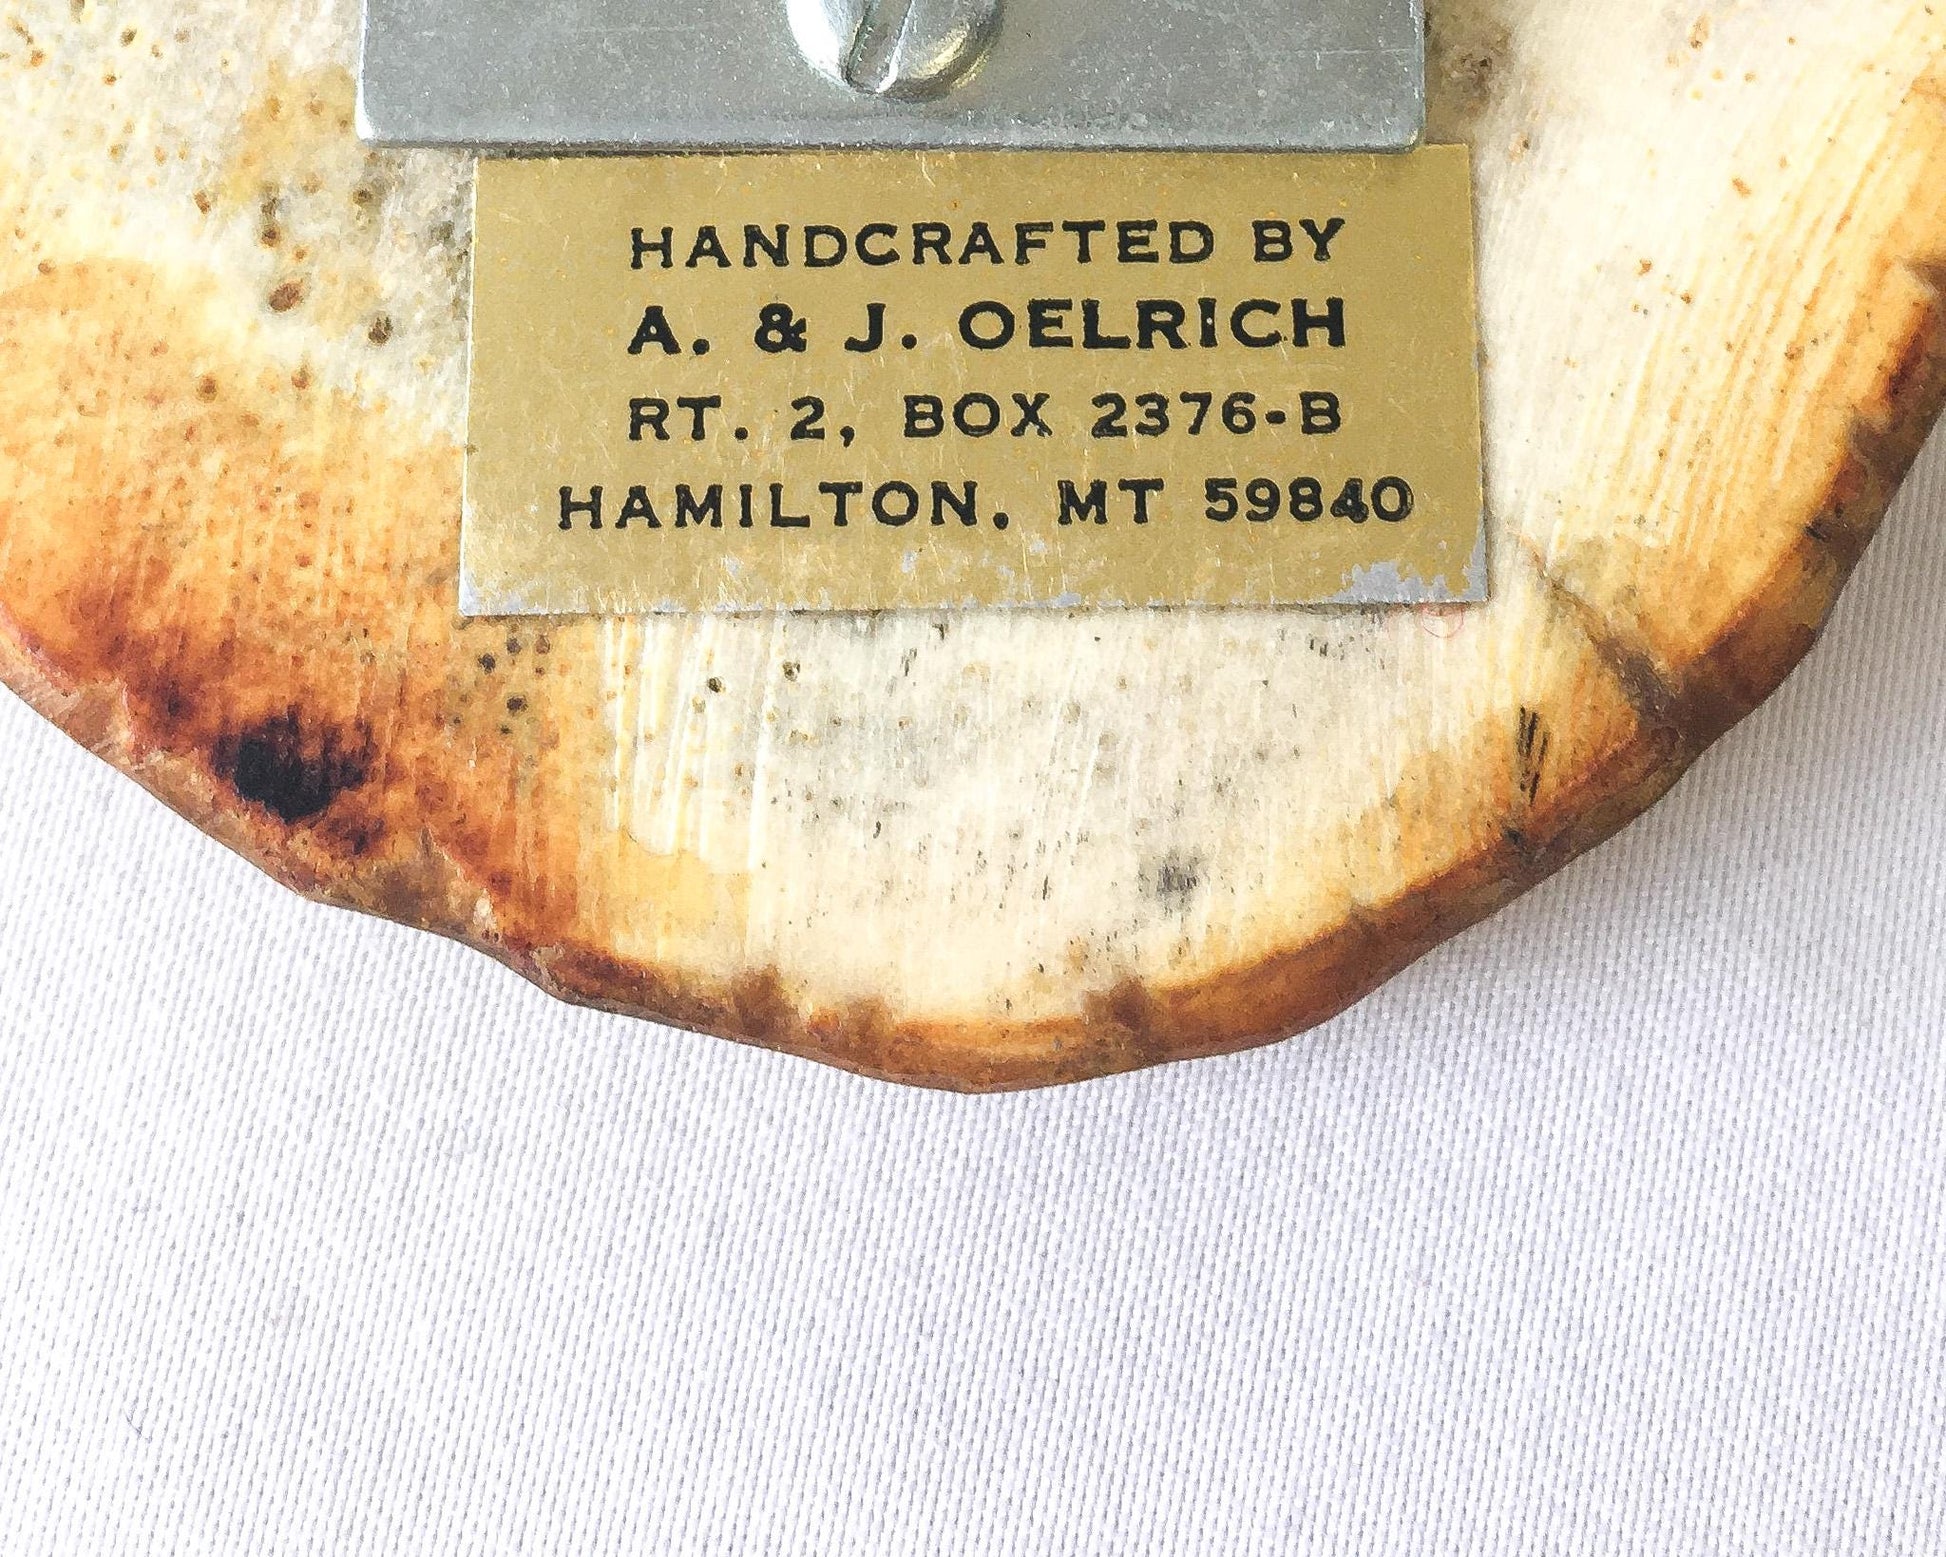 HANDCRAFTED BY
A. & J. OELRICH
RT. 2, BOX 2376-B
HAMILTON. MT 59840